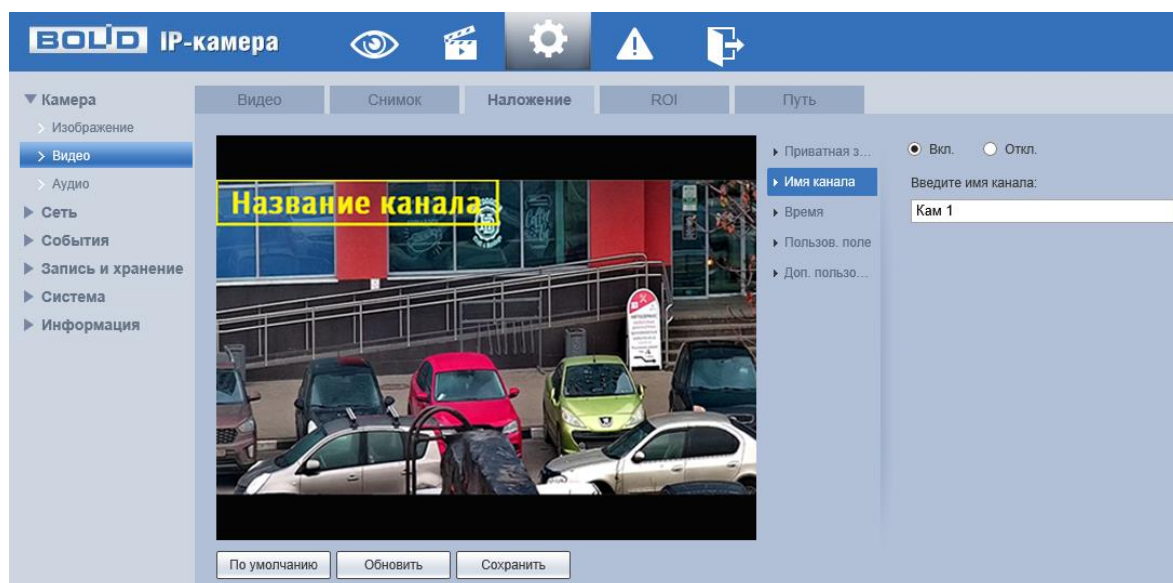 BOLID IP-камера
Камера
Изображение
Видео
Аудио
Сеть
События
Запись и хранение
Система
Информация
Видео
Снимок
Наложение
ROI
Путь
Название канала
Приватная з...
Имя канала
Время
Пользов. поле
Доп. пользо...
Вкл.
Откл.
Введите имя канала:
Кам 1
По умолчанию
Обновить
Сохранить